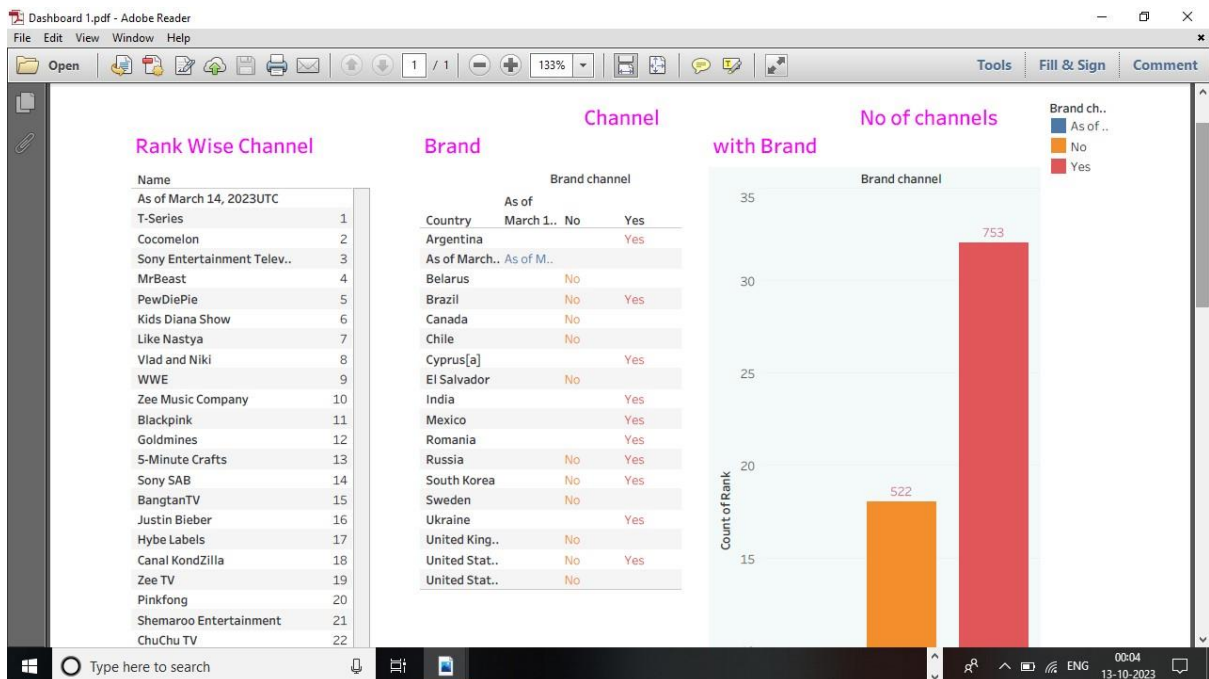 Dashboard 1.pdf - Adobe Reader
File Edit View Window Help
Open 1 / 1 133% Tools Fill & Sign Comment
Rank Wise Channel
Name
As of March 14, 2023UTC
T-Series 1
Cocomelon 2
Sony Entertainment Telev.. 3
MrBeast 4
PewDiePie 5
Kids Diana Show 6
Like Nastya 7
Vlad and Niki 8
WWE 9
Zee Music Company 10
Blackpink 11
Goldmines 12
5-Minute Crafts 13
Sony SAB 14
BangtanTV 15
Justin Bieber 16
Hybe Labels 17
Canal KondZilla 18
Zee TV 19
Pinkfong 20
Shemaroo Entertainment 21
ChuChu TV 22
Channel
Brand
Brand channel
As of
Country March 1.. No Yes
Argentina Yes
As of March.. As of M..
Belarus No
Brazil No Yes
Canada No
Chile No
Cyprus[a] Yes
El Salvador No
India Yes
Mexico Yes
Romania Yes
Russia No Yes
South Korea No Yes
Sweden No
Ukraine Yes
United King.. No
United Stat.. No Yes
United Stat.. No
No of channels
with Brand
Brand channel
35
753
30
25
20
522
15
Count of Rank
Brand ch..
As of ..
No
Yes
Type here to search
ENG
00:04
13-10-2023